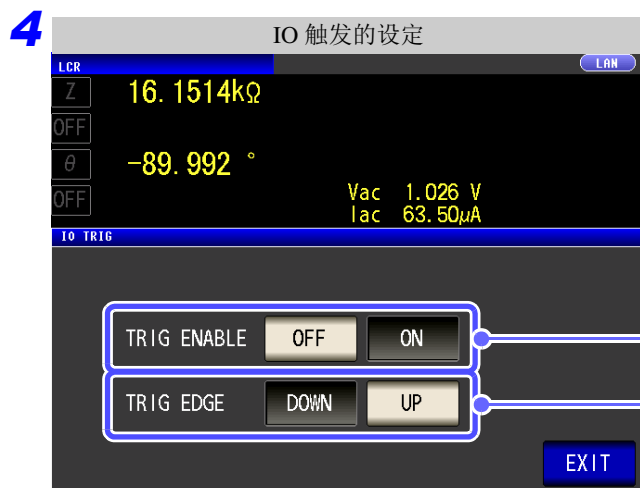 4
IO 触发的设定
LCR
LAN
Z 16.1514kΩ
OFF
θ -89.992 °
OFF
Vac 1.026 V
Iac 63.50μA
IO TRIG
TRIG ENABLE OFF ON
TRIG EDGE DOWN UP
EXIT